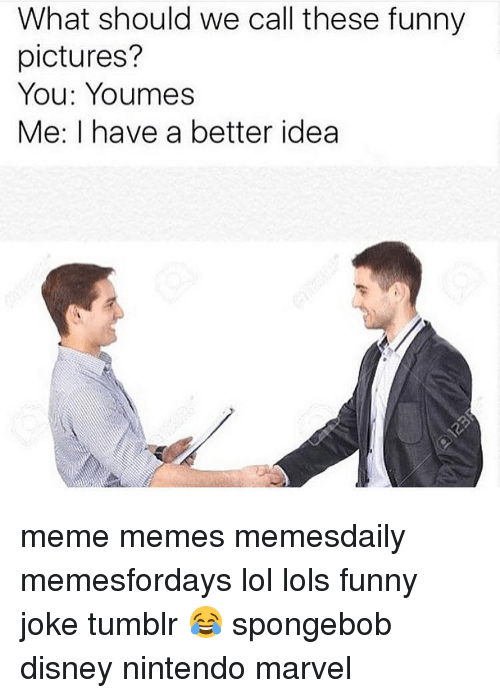 What should we call these funny
pictures?
You: Youmes
Me: I have a better idea
123RF
meme memes memesdaily
memesfordays lol lols funny
joke tumblr 😂 spongebob
disney nintendo marvel